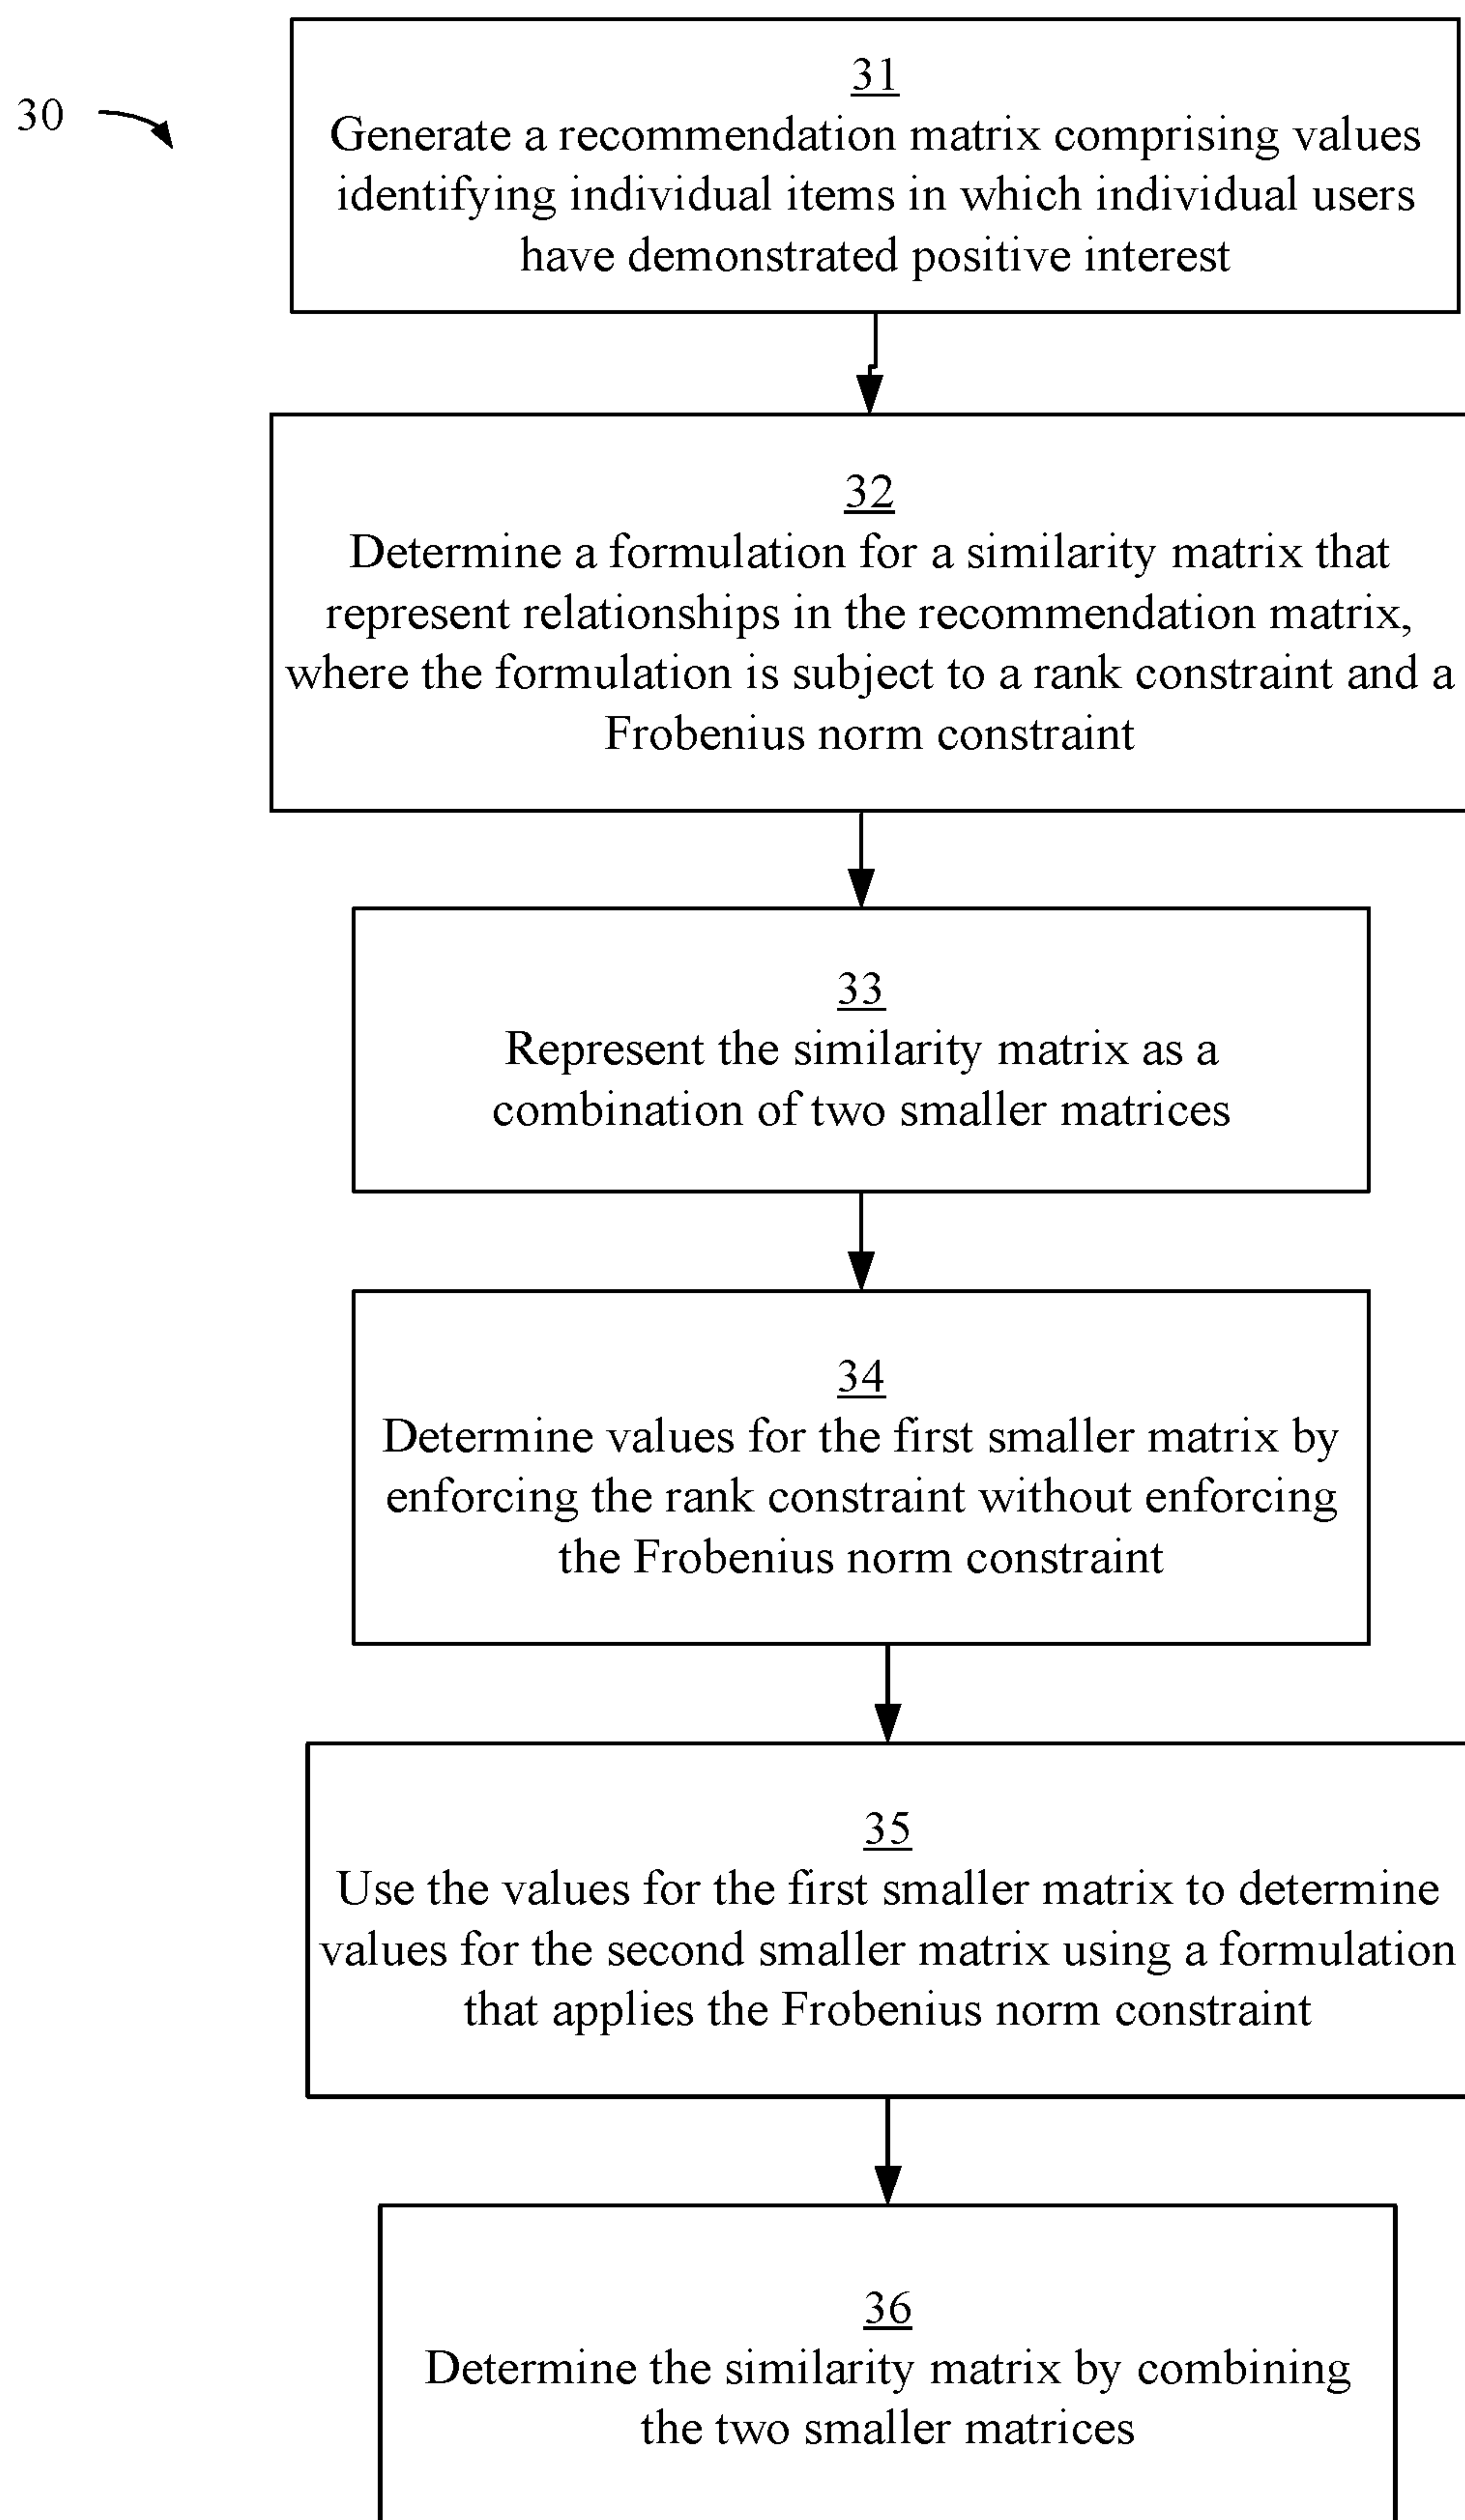 30
31
Generate a recommendation matrix comprising values
identifying individual items in which individual users
have demonstrated positive interest
32
Determine a formulation for a similarity matrix that
represent relationships in the recommendation matrix,
where the formulation is subject to a rank constraint and a
Frobenius norm constraint
33
Represent the similarity matrix as a
combination of two smaller matrices
34
Determine values for the first smaller matrix by
enforcing the rank constraint without enforcing
the Frobenius norm constraint
35
Use the values for the first smaller matrix to determine
values for the second smaller matrix using a formulation
that applies the Frobenius norm constraint
36
Determine the similarity matrix by combining
the two smaller matrices